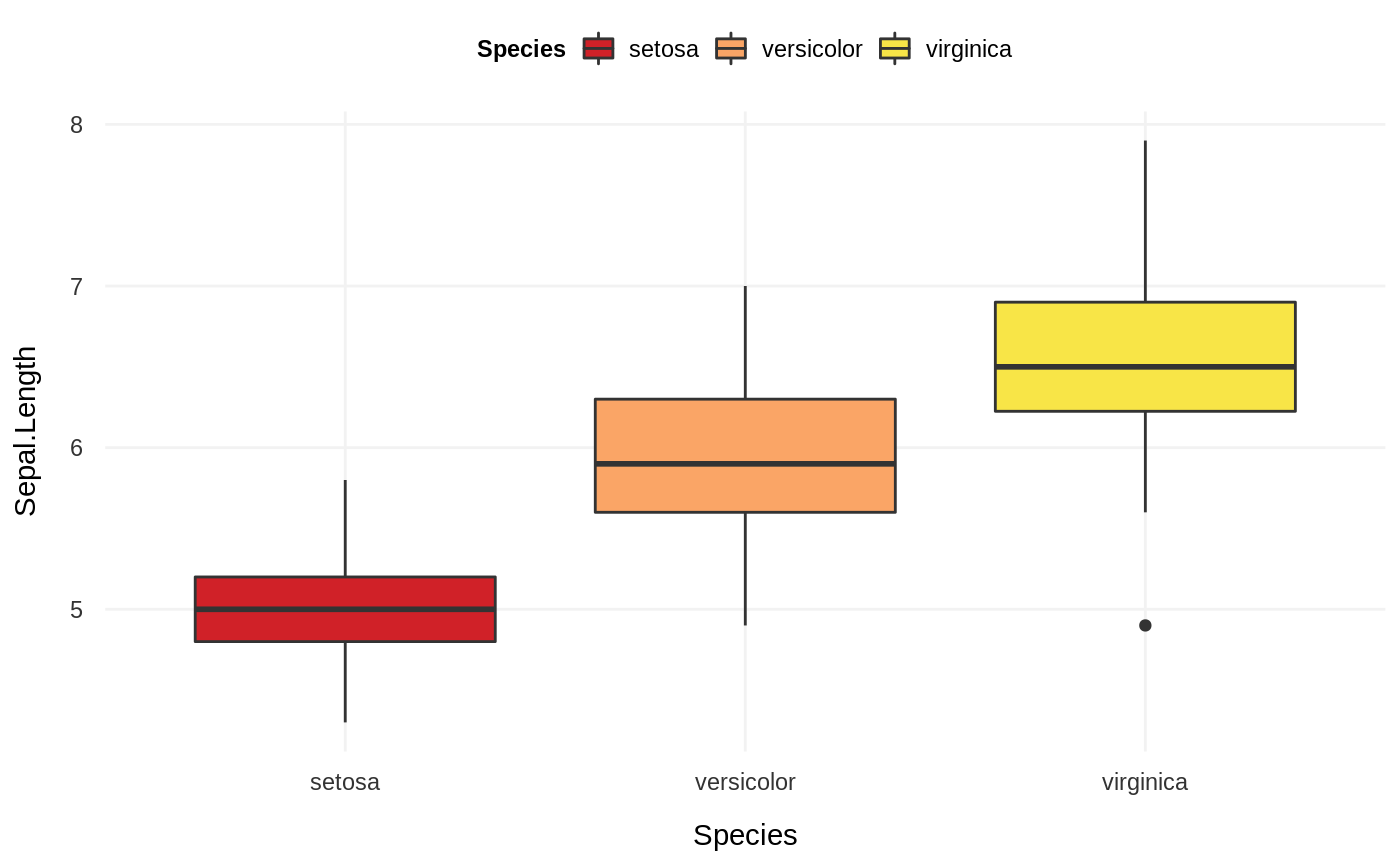 Species setosa versicolor virginica
8
7
6
5
Sepal.Length
setosa versicolor virginica
Species